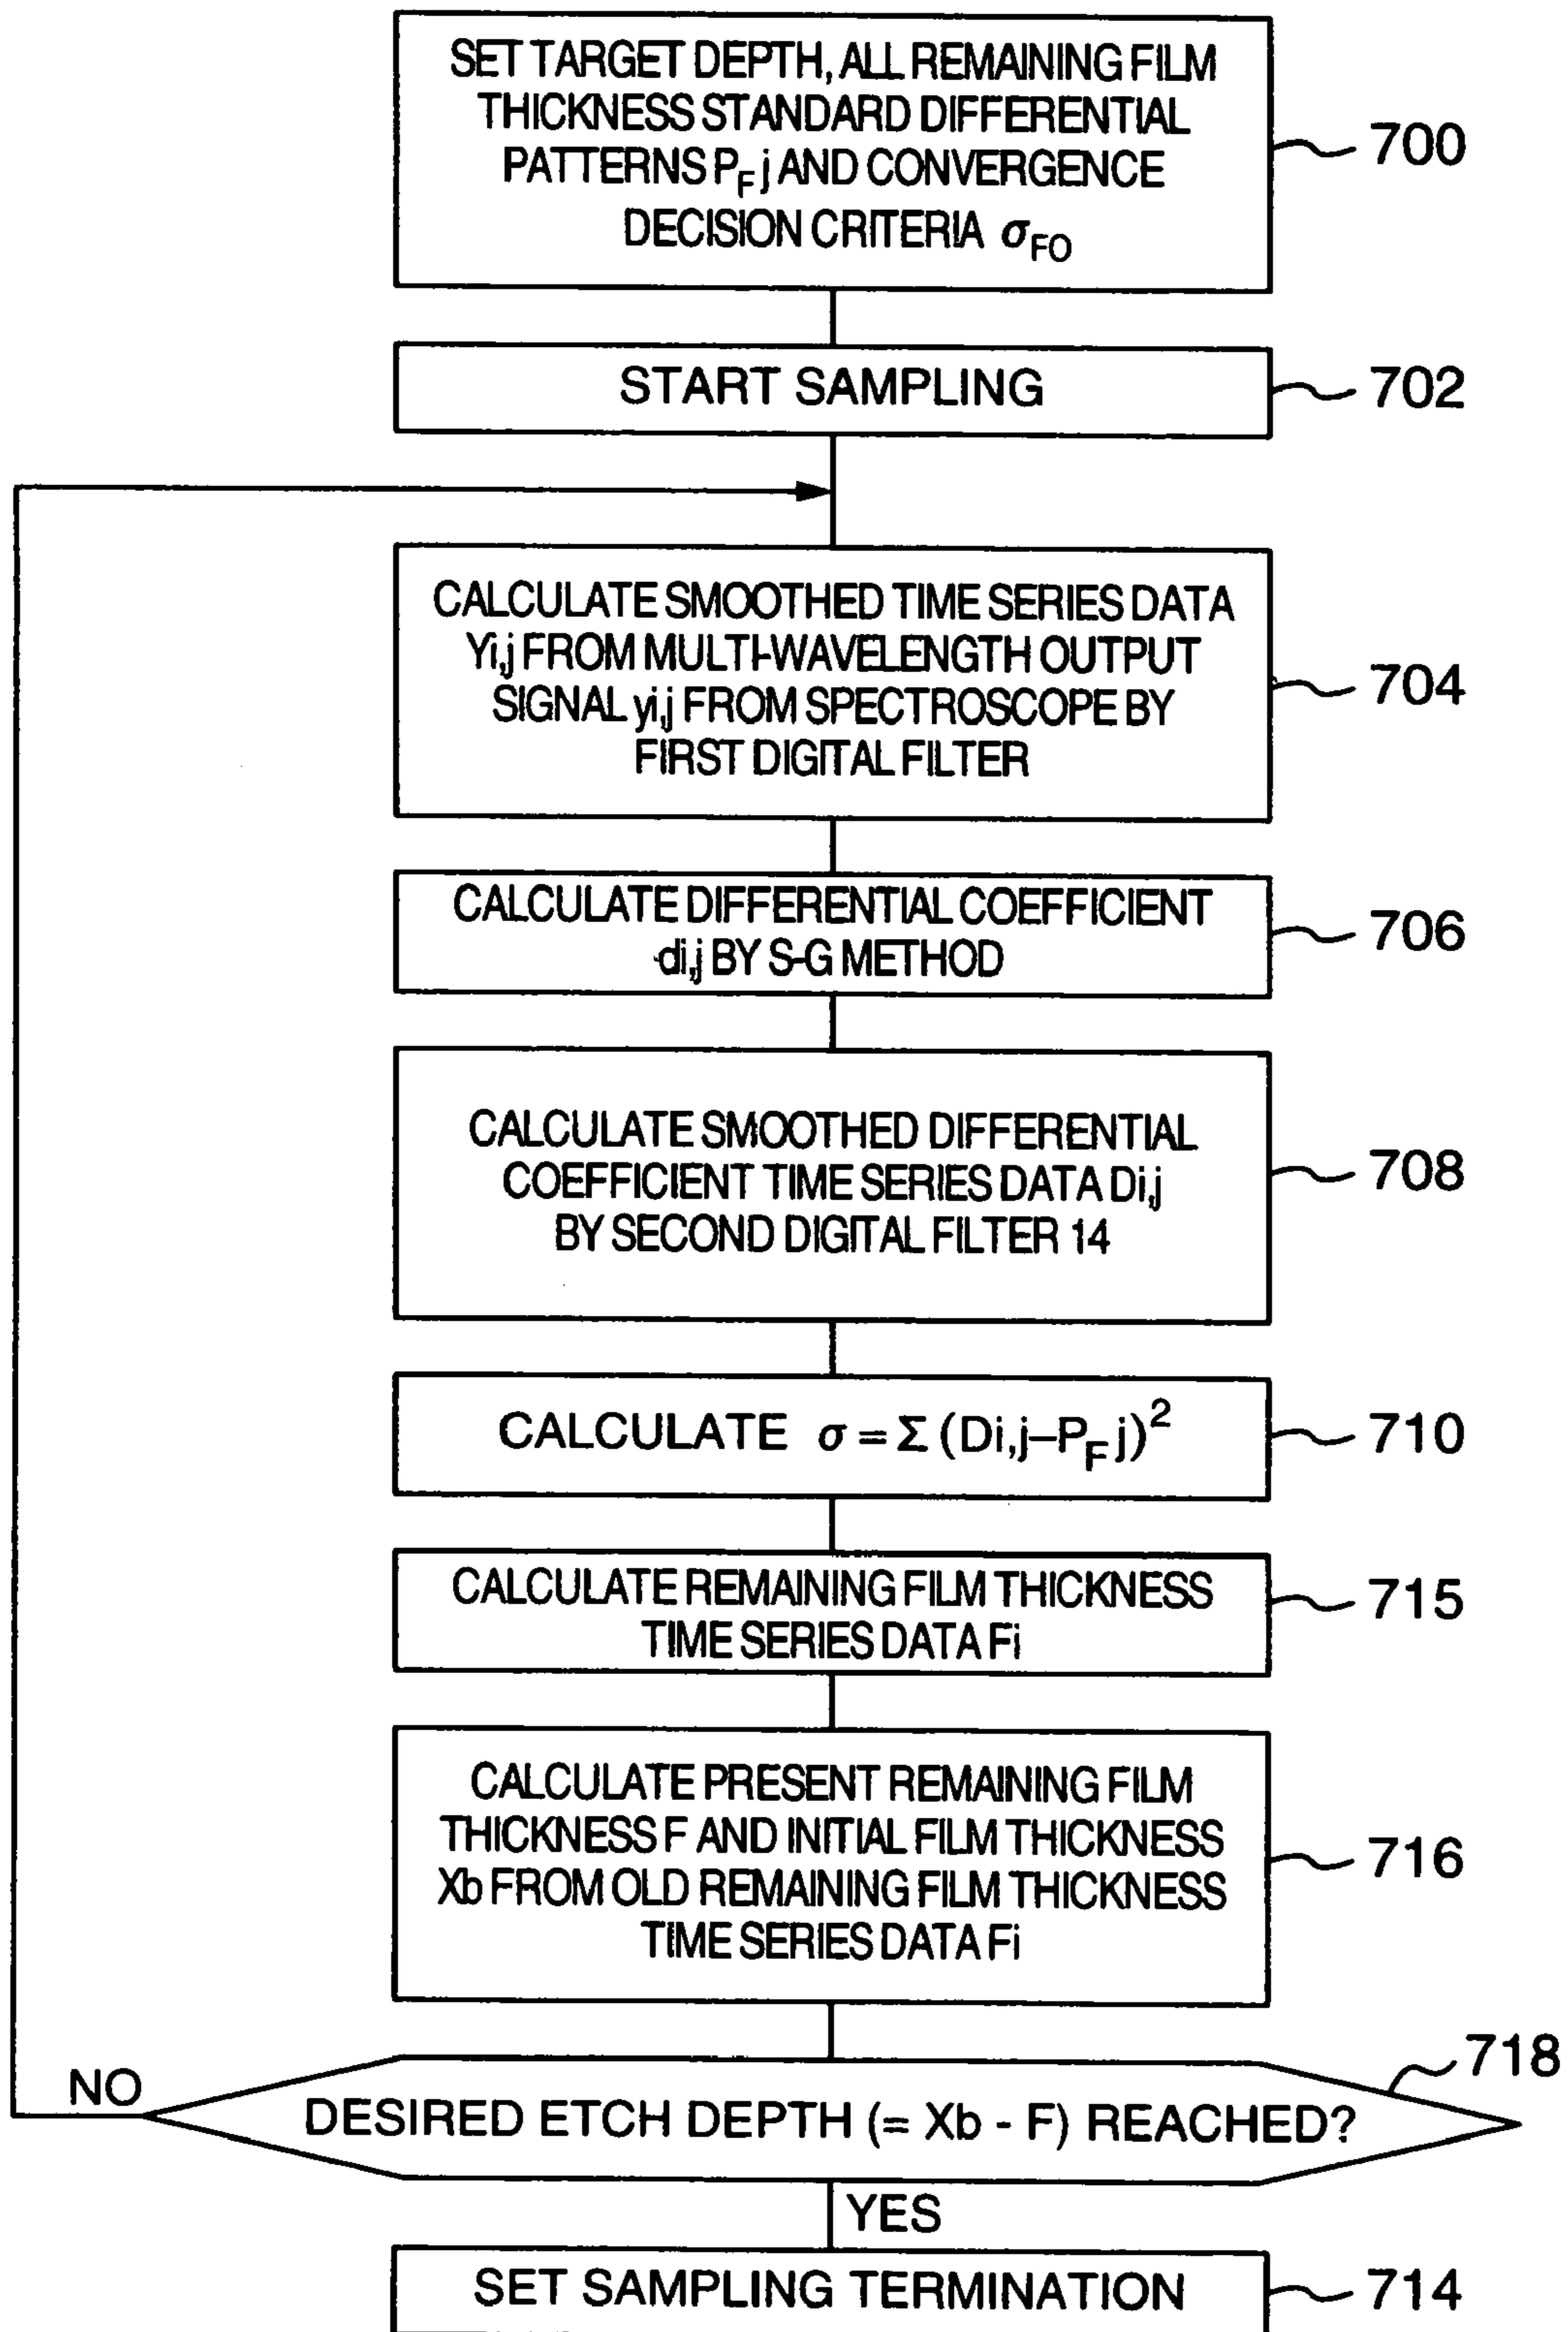 SET TARGET DEPTH, ALL REMAINING FILM
THICKNESS STANDARD DIFFERENTIAL
PATTERNS PF j AND CONVERGENCE
DECISION CRITERIA σFO
700
START SAMPLING
702
CALCULATE SMOOTHED TIME SERIES DATA
Yi,j FROM MULTI-WAVELENGTH OUTPUT
SIGNAL yi,j FROM SPECTROSCOPE BY
FIRST DIGITAL FILTER
704
CALCULATE DIFFERENTIAL COEFFICIENT
di,j BY S-G METHOD
706
CALCULATE SMOOTHED DIFFERENTIAL
COEFFICIENT TIME SERIES DATA Di,j
BY SECOND DIGITAL FILTER 14
708
CALCULATE σ = Σ (Di,j–PF j)²
710
CALCULATE REMAINING FILM THICKNESS
TIME SERIES DATA Fi
715
CALCULATE PRESENT REMAINING FILM
THICKNESS F AND INITIAL FILM THICKNESS
Xb FROM OLD REMAINING FILM THICKNESS
TIME SERIES DATA Fi
716
718
NO
DESIRED ETCH DEPTH (= Xb - F) REACHED?
YES
SET SAMPLING TERMINATION
714